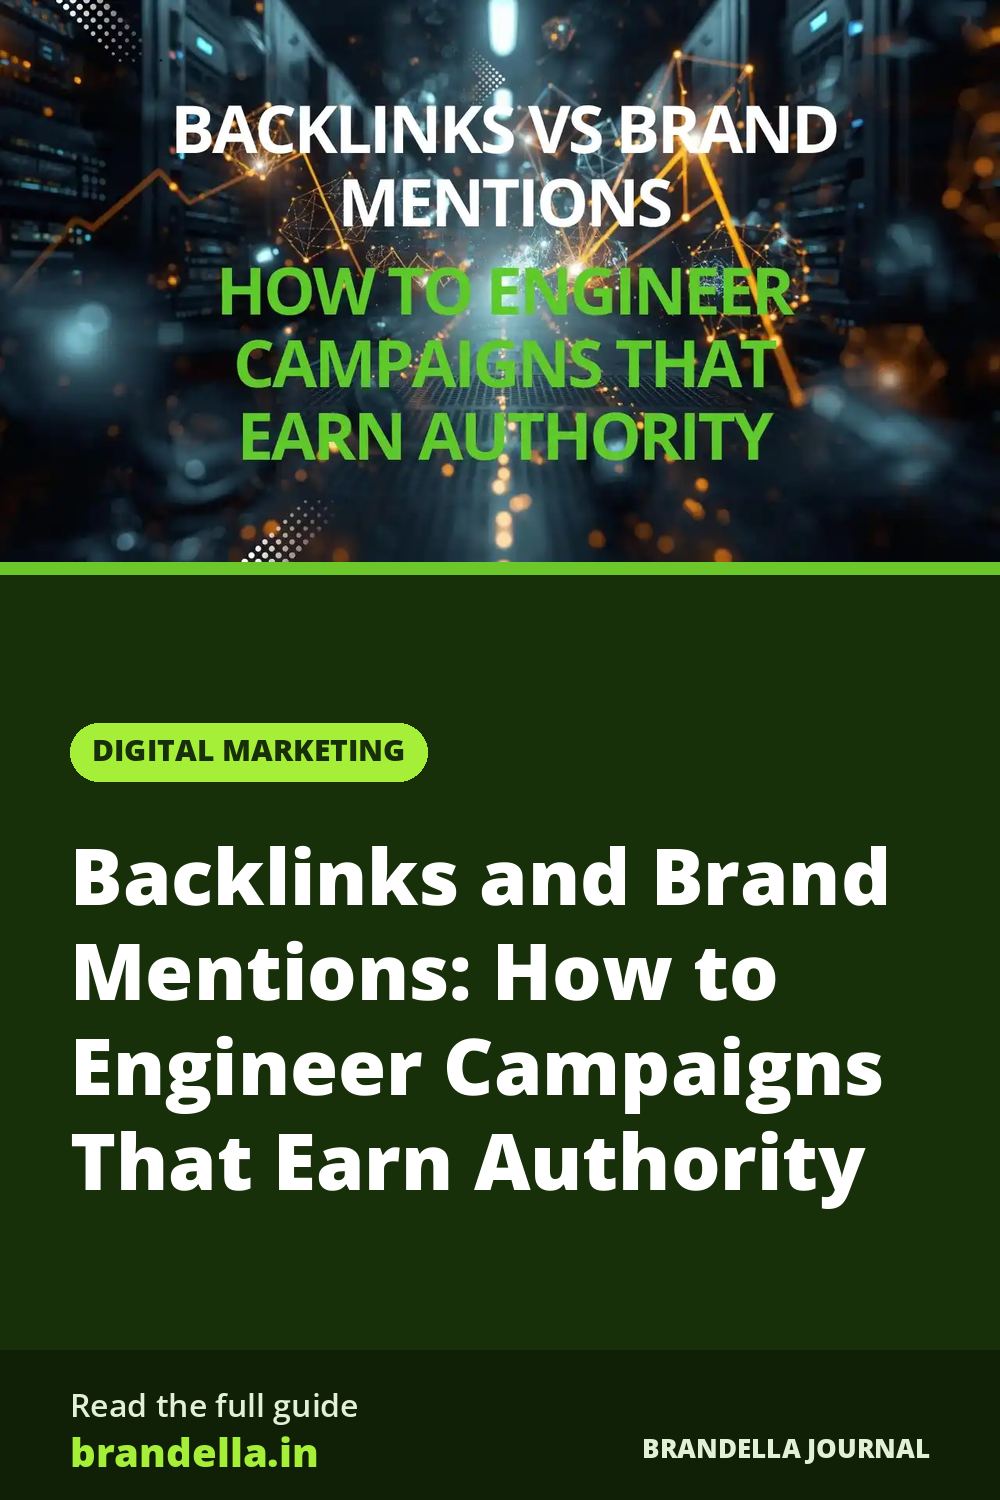 BACKLINKS VS BRAND
MENTIONS
HOW TO ENGINEER
CAMPAIGNS THAT
EARN AUTHORITY
DIGITAL MARKETING
Backlinks and Brand
Mentions: How to
Engineer Campaigns
That Earn Authority
Read the full guide
brandella.in
BRANDELLA JOURNAL